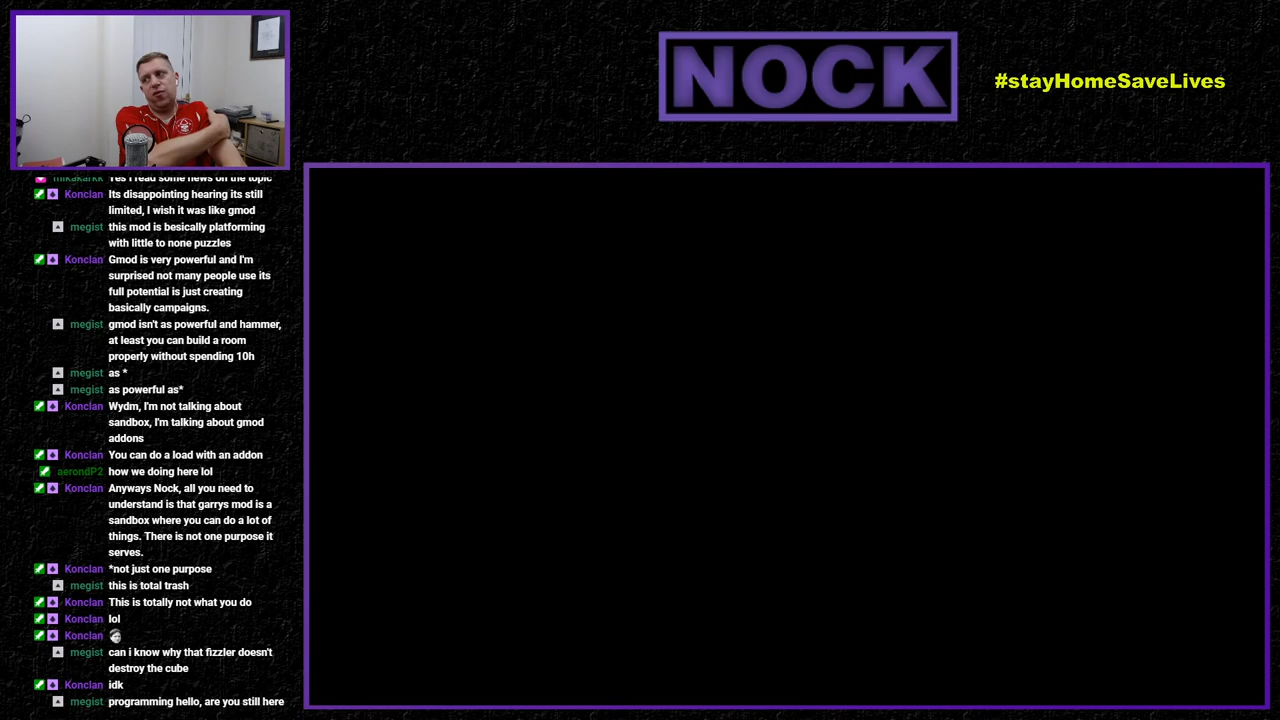 NOCK
#stayHomeSaveLives
mikakarkk Yes I read some news on the topic
Konclan Its disappointing hearing its still
limited, I wish it was like gmod
megist this mod is besically platforming
with little to none puzzles
Konclan Gmod is very powerful and I'm
surprised not many people use its
full potential is just creating
basically campaigns.
megist gmod isn't as powerful and hammer,
at least you can build a room
properly without spending 10h
megist as *
megist as powerful as*
Konclan Wydm, I'm not talking about
sandbox, I'm talking about gmod
addons
Konclan You can do a load with an addon
aerondP2 how we doing here lol
Konclan Anyways Nock, all you need to
understand is that garrys mod is a
sandbox where you can do a lot of
things. There is not one purpose it
serves.
Konclan *not just one purpose
megist this is total trash
Konclan This is totally not what you do
Konclan lol
Konclan
megist can i know why that fizzler doesn't
destroy the cube
Konclan idk
megist programming hello, are you still here